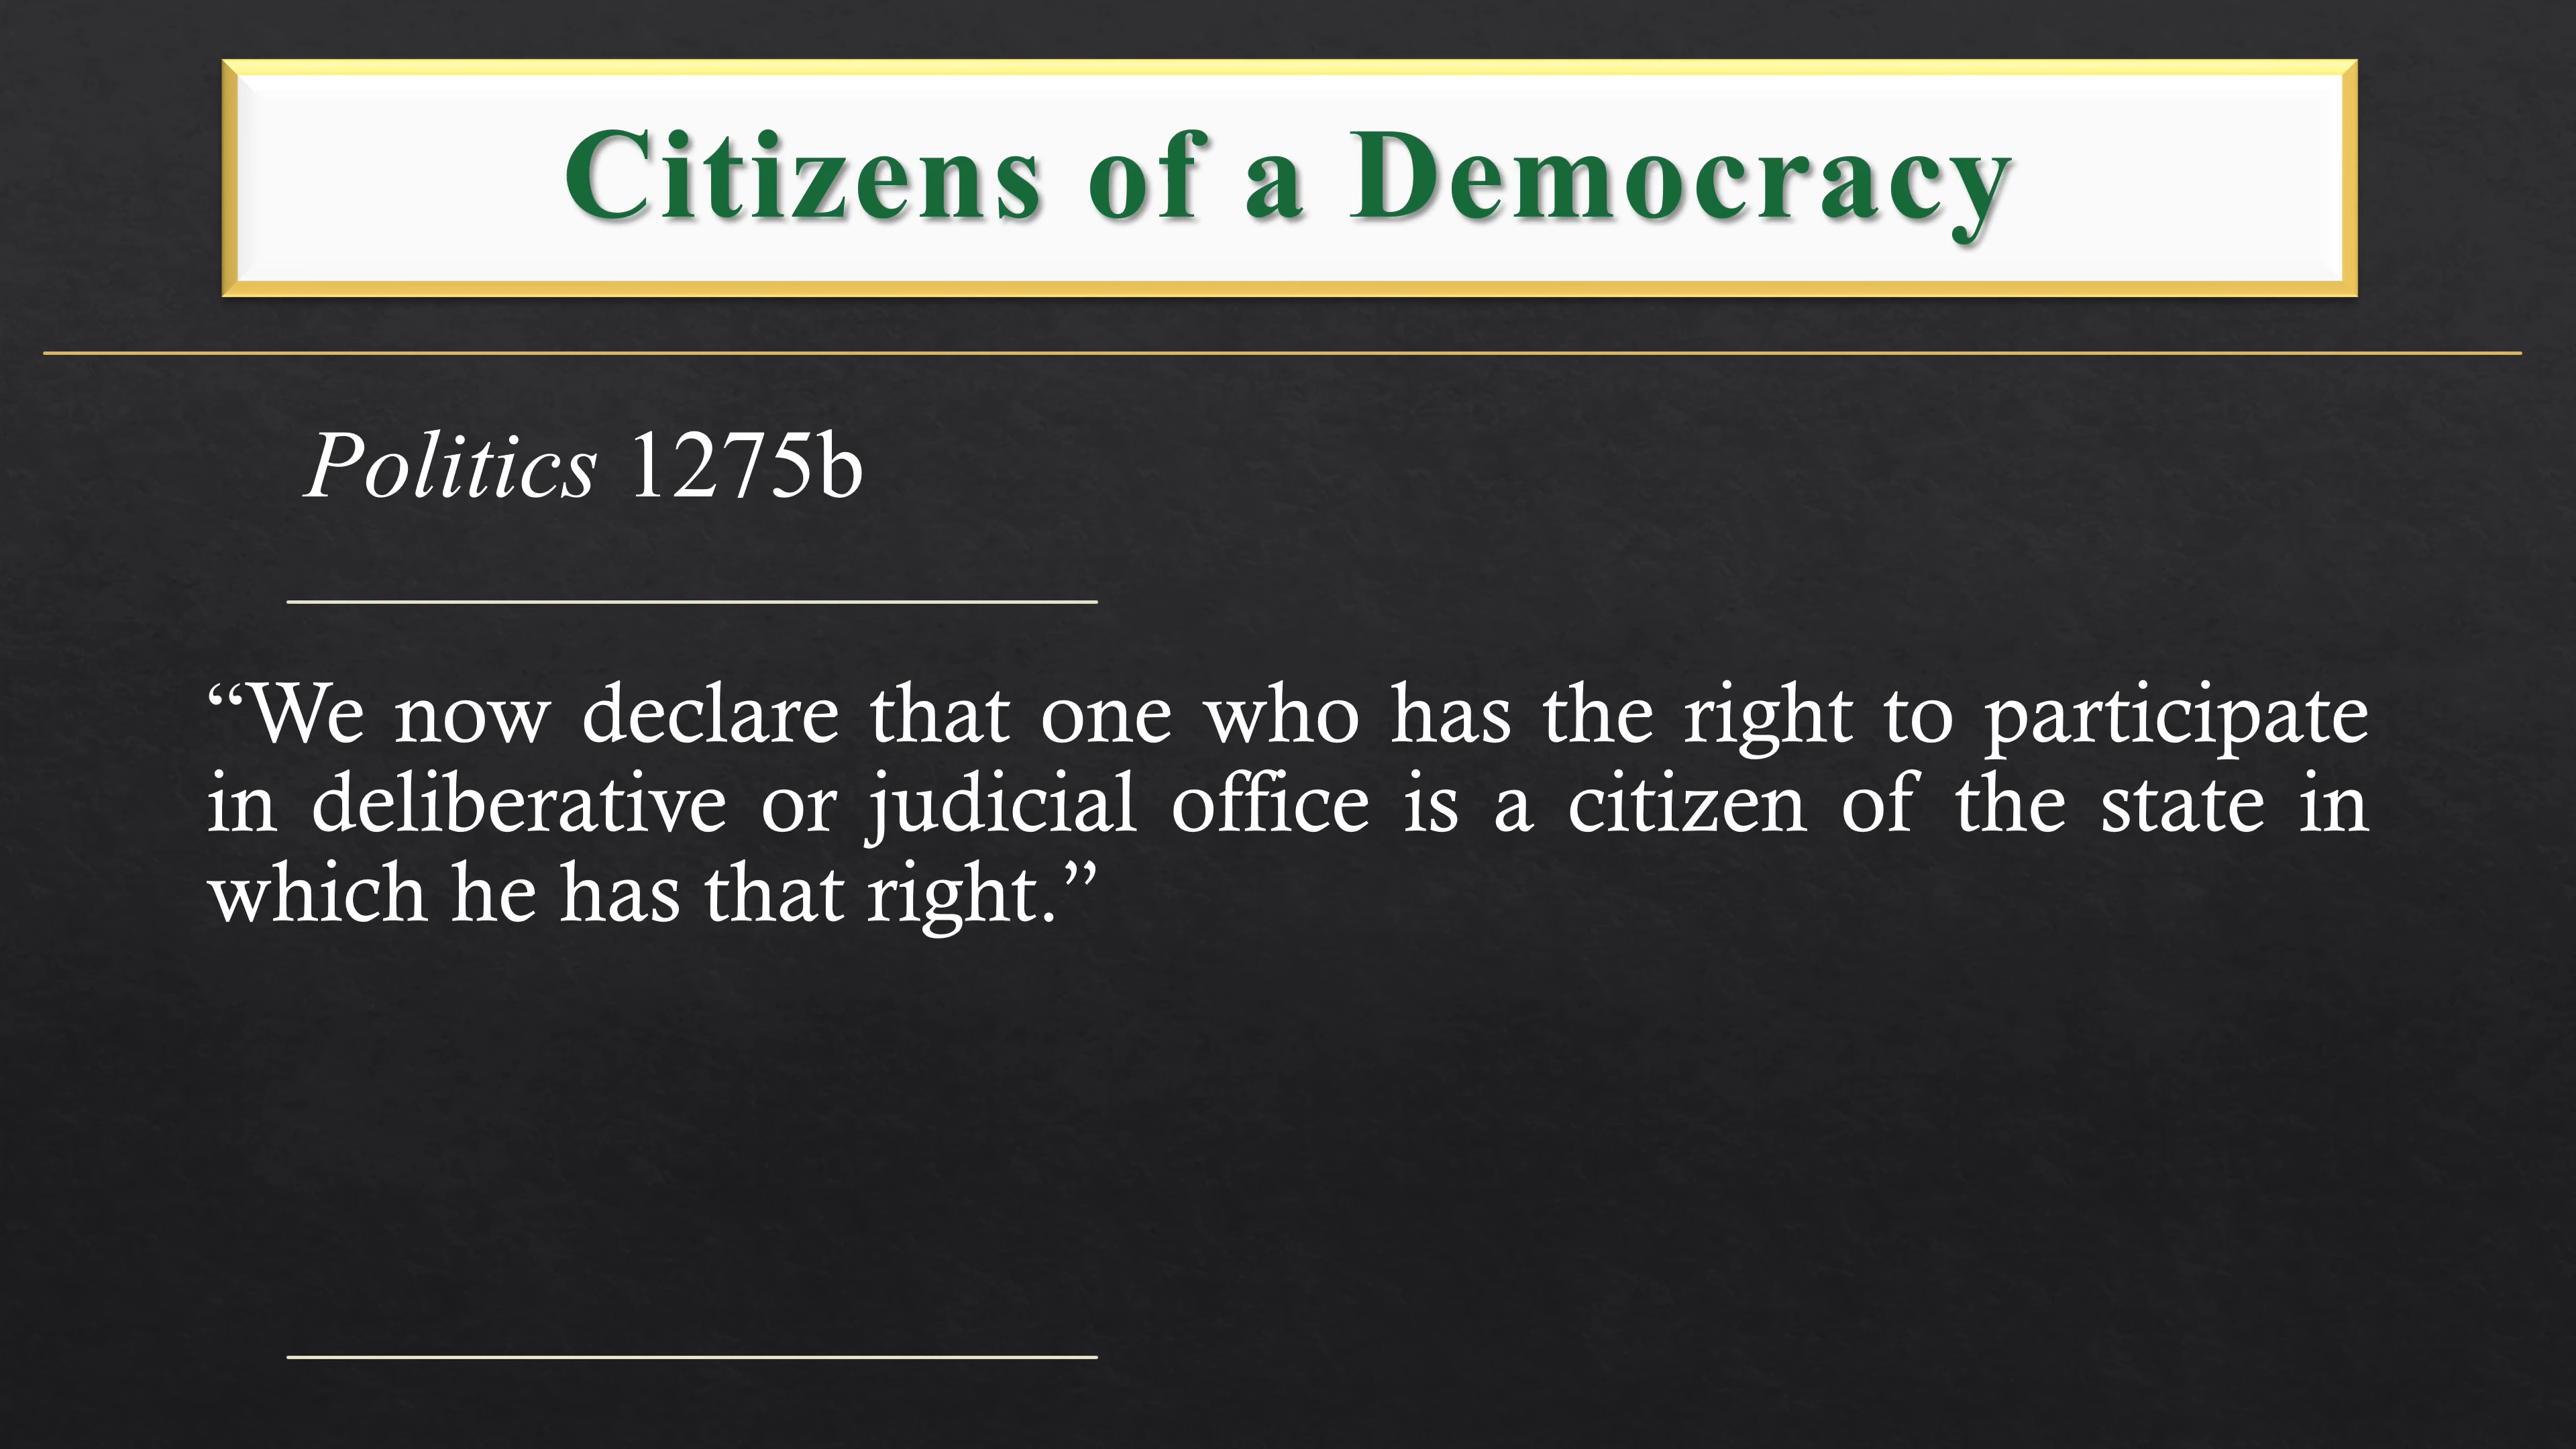 Citizens of a Democracy
Politics 1275b
“We now declare that one who has the right to participate
in deliberative or judicial office is a citizen of the state in
which he has that right.”